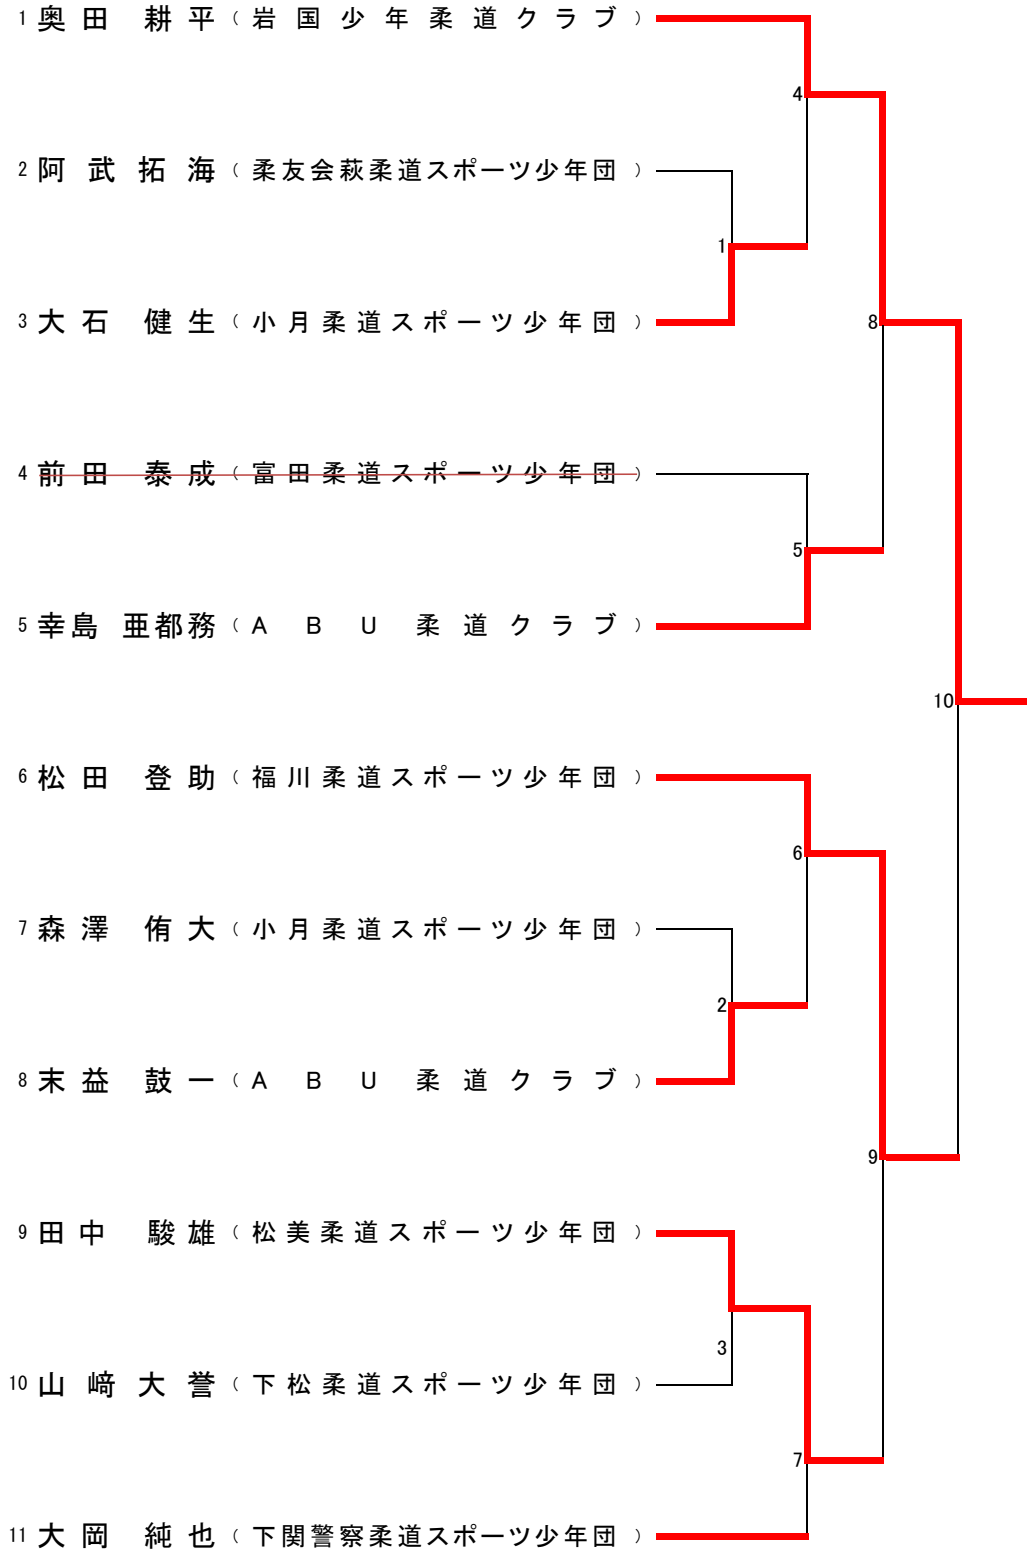 1 奥田 耕平（岩国少年柔道クラブ）
4
2 阿武拓海（柔友会萩柔道スポーツ少年団）
1
3 大石 健生（小月柔道スポーツ少年団）
8
4 前田 泰成（富田柔道スポーツ少年団）
5
5 幸島 亜都務（ＡＢＵ柔道クラブ）
10
6 松田 登助（福川柔道スポーツ少年団）
6
7 森澤 侑大（小月柔道スポーツ少年団）
2
8 末益 鼓一（ＡＢＵ柔道クラブ）
9
9 田中 駿雄（松美柔道スポーツ少年団）
3
10 山﨑大誉（下松柔道スポーツ少年団）
7
11 大岡 純也（下関警察柔道スポーツ少年団）